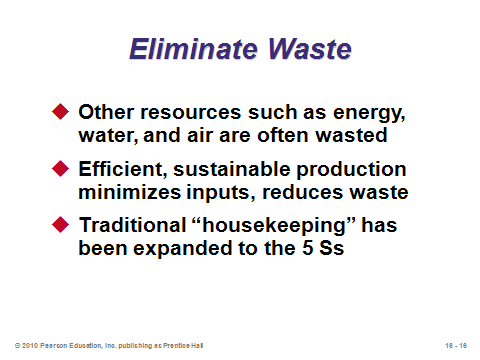 Eliminate Waste
Other resources such as energy,
water, and air are often wasted
Efficient, sustainable production
minimizes inputs, reduces waste
Traditional “housekeeping” has
been expanded to the 5 Ss
© 2010 Pearson Education, Inc. publishing as Prentice Hall
16 - 16